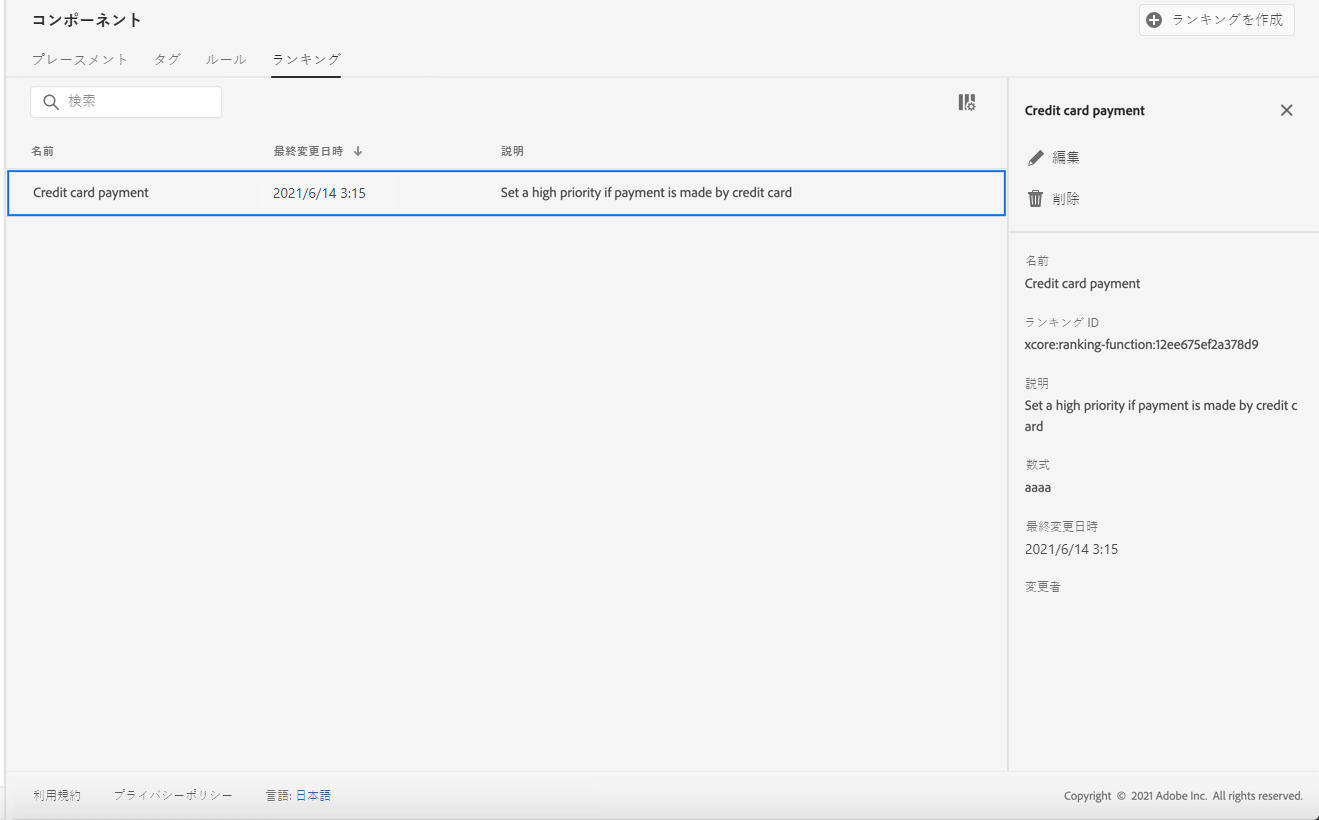 コンポーネント
ランキングを作成
プレースメント タグ ルール ランキング
検索
名前 最終変更日時 説明
Credit card payment 2021/6/14 3:15 Set a high priority if payment is made by credit card
Credit card payment
編集
削除
名前
Credit card payment
ランキング ID
xcore:ranking-function:12ee675ef2a378d9
説明
Set a high priority if payment is made by credit c
ard
数式
aaaa
最終変更日時
2021/6/14 3:15
変更者
利用規約 プライバシーポリシー 言語: 日本語
Copyright © 2021 Adobe Inc. All rights reserved.